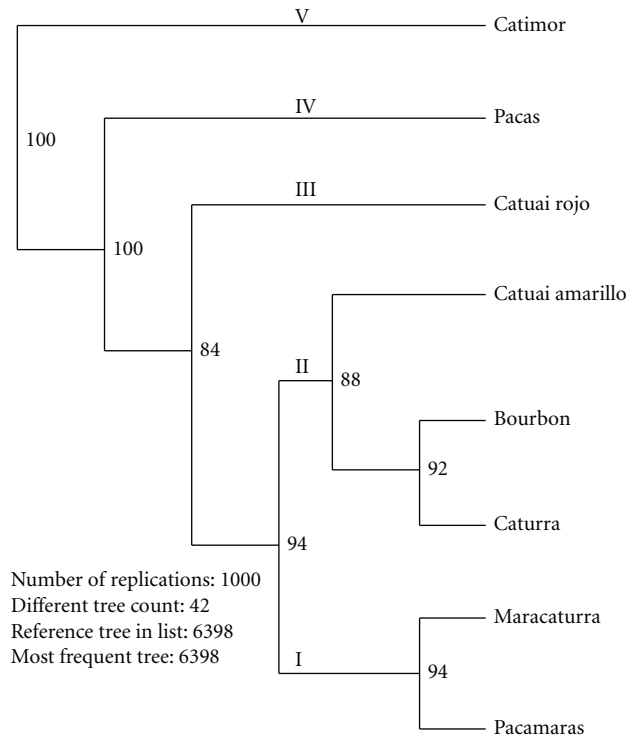 V
Catimor
IV
Pacas
100
III
Catuai rojo
100
Catuai amarillo
84
II
88
Bourbon
92
Caturra
94
Number of replications: 1000
Different tree count: 42
Reference tree in list: 6398
Most frequent tree: 6398
Maracaturra
I
94
Pacamaras